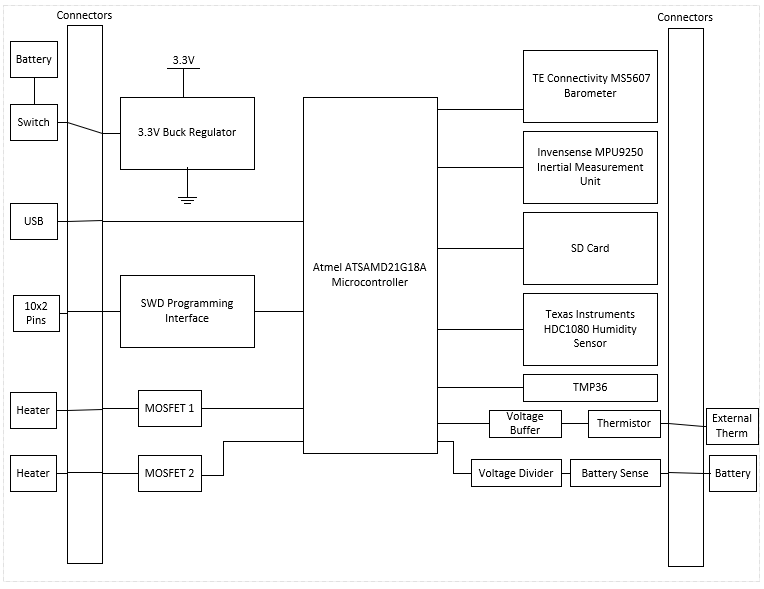 Connectors
Connectors
Battery
3.3V
TE Connectivity MS5607
Barometer
Switch
3.3V Buck Regulator
Invensense MPU9250
Inertial Measurement
Unit
USB
SD Card
Atmel ATSAMD21G18A
Microcontroller
10x2
Pins
SWD Programming
Interface
Texas Instruments
HDC1080 Humidity
Sensor
TMP36
Heater
MOSFET 1
Voltage
Buffer
Thermistor
External
Therm
Heater
MOSFET 2
Voltage Divider
Battery Sense
Battery